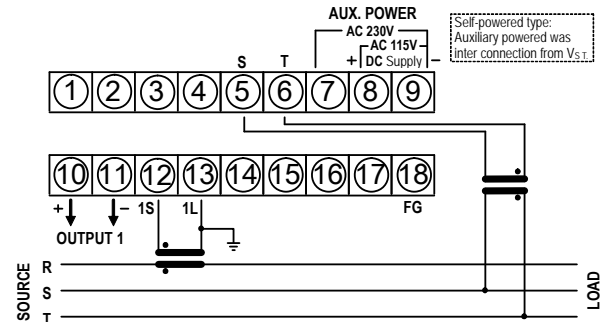 AUX. POWER
AC 230V
AC 115V
+ DC Supply −
Self-powered type:
Auxiliary powered was
inter connection from VS T.
S T
1 2 3 4 5 6 7 8 9
10 11 12 13 14 15 16 17 18
+ − 1S 1L FG
OUTPUT 1
SOURCE
R
S
T
LOAD